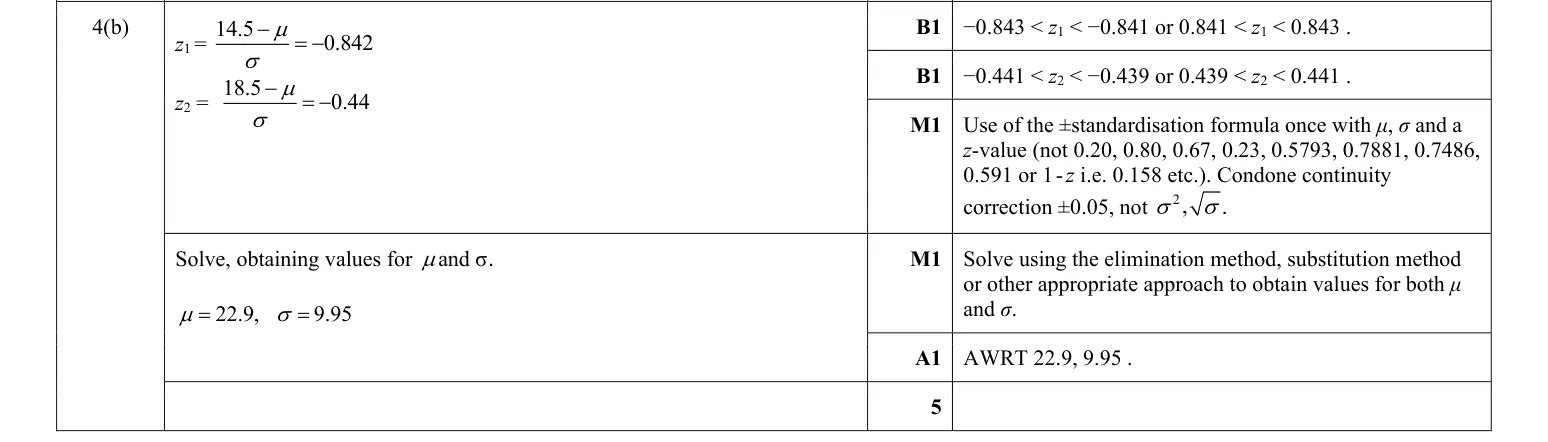 4(b)
z₁ = (14.5 − μ)/σ = −0.842
z₂ = (18.5 − μ)/σ = −0.44
B1 −0.843 < z₁ < −0.841 or 0.841 < z₁ < 0.843 .
B1 −0.441 < z₂ < −0.439 or 0.439 < z₂ < 0.441 .
M1 Use of the ±standardisation formula once with μ, σ and a
z-value (not 0.20, 0.80, 0.67, 0.23, 0.5793, 0.7881, 0.7486,
0.591 or 1 - z i.e. 0.158 etc.). Condone continuity
correction ±0.05, not σ², √σ .
Solve, obtaining values for μ and σ.
μ = 22.9, σ = 9.95
M1 Solve using the elimination method, substitution method
or other appropriate approach to obtain values for both μ
and σ.
A1 AWRT 22.9, 9.95 .
5